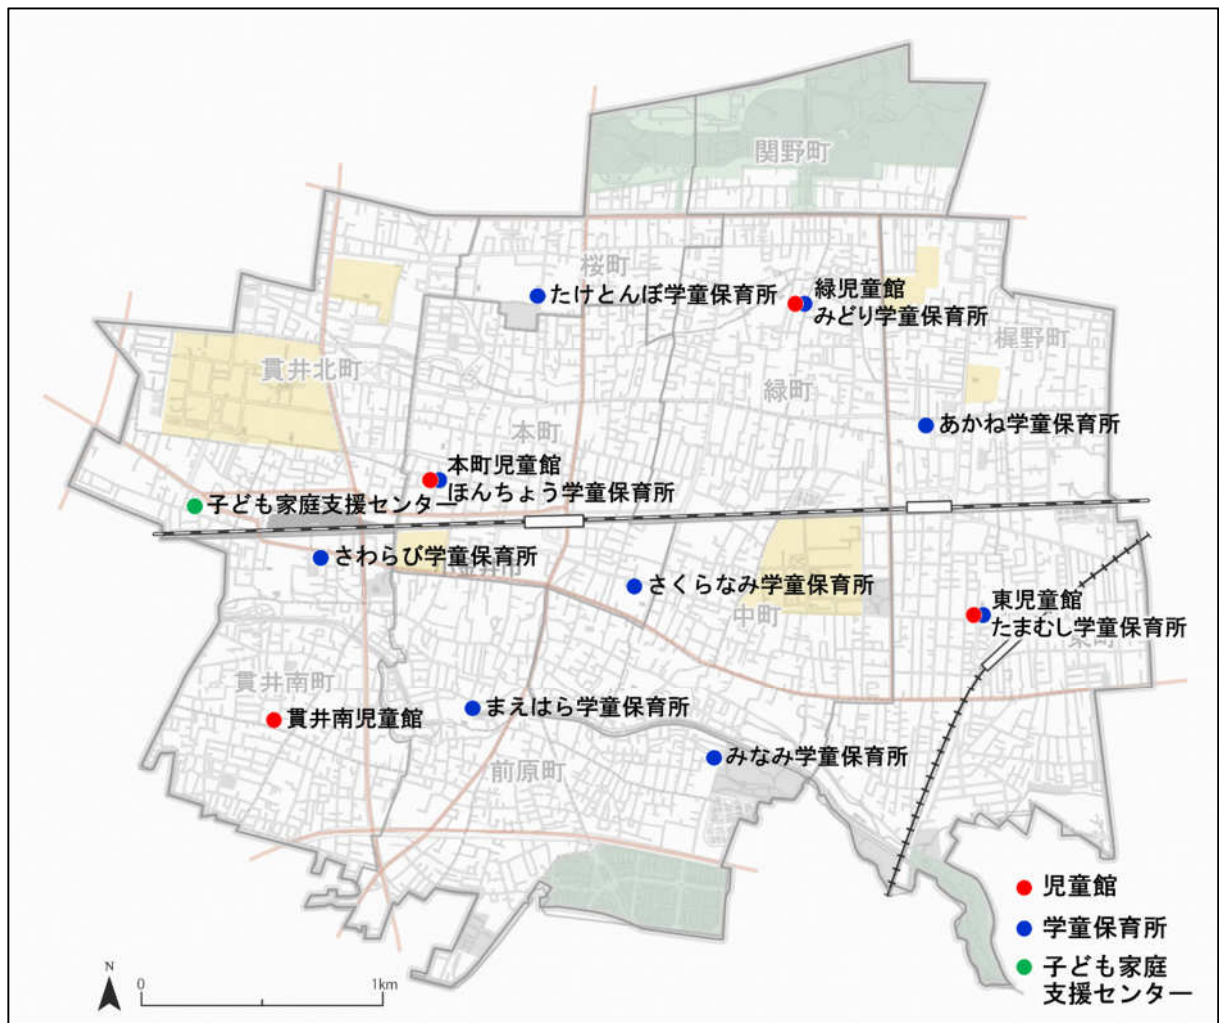 関野町
桜町
たけとんぼ学童保育所
緑児童館
みどり学童保育所
梶野町
貫井北町
緑町
あかね学童保育所
本町
本町児童館
ほんちょう学童保育所
子ども家庭支援センター
さわらび学童保育所
さくらなみ学童保育所
中町
東児童館
たまむし学童保育所
貫井南町
貫井南児童館
まえはら学童保育所
みなみ学童保育所
前原町
児童館
学童保育所
子ども家庭
支援センター
N
0
1km